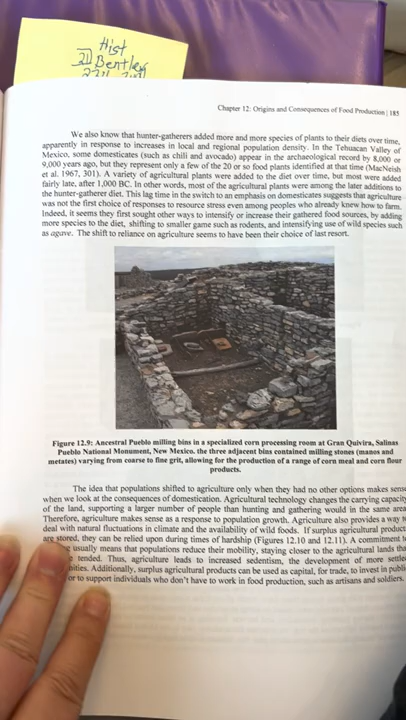 Hist
Bentley
Chapter 12: Origins and Consequences of Food Production | 185
We also know that hunter-gatherers added more and more species of plants to their diets over time,
apparently in response to increases in local and regional population density. In the Tehuacan Valley of
Mexico, some domesticates (such as chili and avocado) appear in the archaeological record by 8,000 or
9,000 years ago, but they represent only a few of the 20 or so food plants identified at that time (MacNeish
et al. 1967, 301). A variety of agricultural plants were added to the diet over time, but most were added
fairly late, after 1,000 BC. In other words, most of the agricultural plants were among the later additions to
the hunter-gatherer diet. This lag time in the switch to an emphasis on domesticates suggests that agriculture
was not the first choice of responses to resource stress even among peoples who already knew how to farm.
Indeed, it seems they first sought other ways to intensify or increase their gathered food sources, by adding
more species to the diet, shifting to smaller game such as rodents, and intensifying use of wild species such
as agave. The shift to reliance on agriculture seems to have been their choice of last resort.
Figure 12.9: Ancestral Pueblo milling bins in a specialized corn processing room at Gran Quivira, Salinas
Pueblo National Monument, New Mexico. the three adjacent bins contained milling stones (manos and
metates) varying from coarse to fine grit, allowing for the production of a range of corn meal and corn flour
products.
The idea that populations shifted to agriculture only when they had no other options makes sense
when we look at the consequences of domestication. Agricultural technology changes the carrying capacity
of the land, supporting a larger number of people than hunting and gathering would in the same area
Therefore, agriculture makes sense as a response to population growth. Agriculture also provides a way
deal with natural fluctuations in climate and the availability of wild foods. If surplus agricultural product
are stored, they can be relied upon during times of hardship (Figures 12.10 and 12.11). A commitment
usually means that populations reduce their mobility, staying closer to the agricultural lands
tended. Thus, agriculture leads to increased sedentism, the development of more
Additionally, surplus agricultural products can be used as capital, for trade, to invest in
or to support individuals who don't have to work in food production, such as artisans and soldiers.